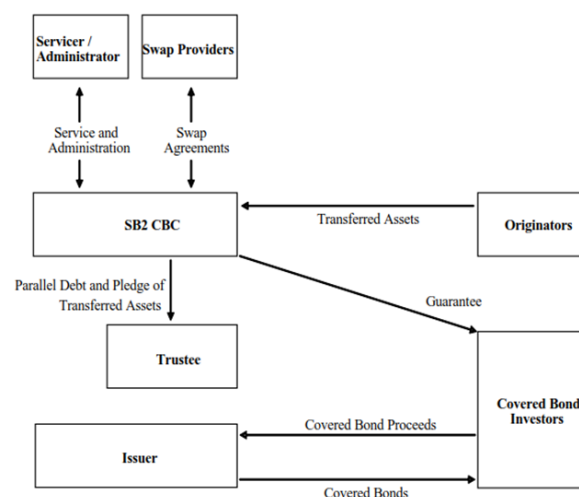 Servicer /
Administrator
Swap Providers
Service and
Administration
Swap
Agreements
SB2 CBC
Transferred Assets
Originators
Parallel Debt and Pledge of
Transferred Assets
Guarantee
Trustee
Covered Bond
Investors
Covered Bond Proceeds
Issuer
Covered Bonds